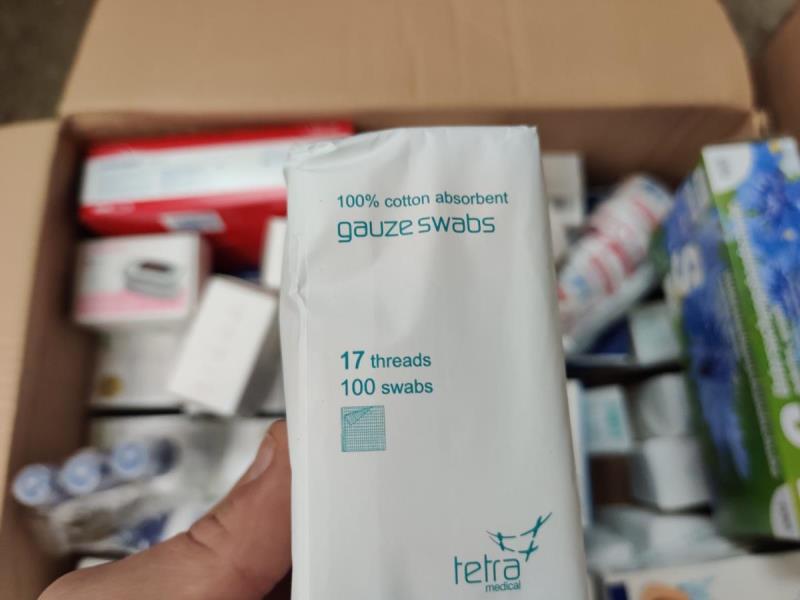 100% cotton absorbent
gauze swabs
17 threads
100 swabs
tetra
medical